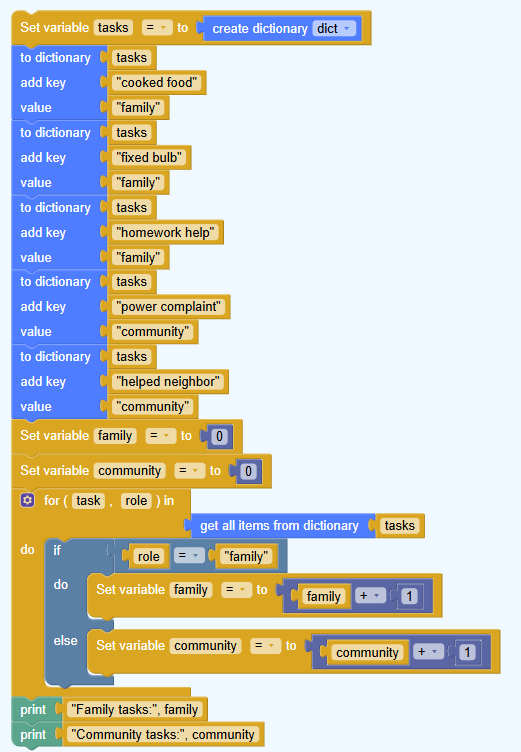 Set variable tasks = to create dictionary dict
to dictionary tasks
add key "cooked food"
value "family"
to dictionary tasks
add key "fixed bulb"
value "family"
to dictionary tasks
add key "homework help"
value "family"
to dictionary tasks
add key "power complaint"
value "community"
to dictionary tasks
add key "helped neighbor"
value "community"
Set variable family = to 0
Set variable community = to 0
for ( task , role ) in
get all items from dictionary tasks
do if role = "family"
do Set variable family = to family + 1
else Set variable community = to community + 1
print "Family tasks:", family
print "Community tasks:", community